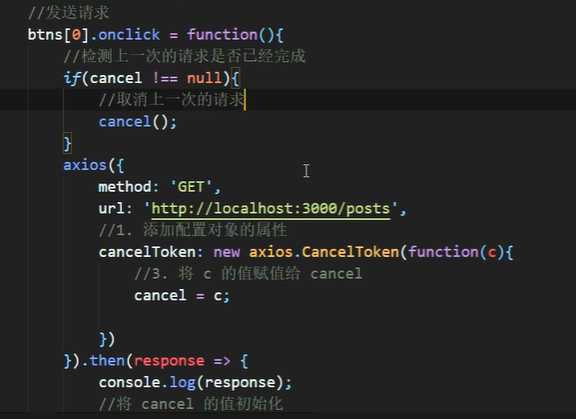 //发送请求
btns[0].onclick = function(){
//检测上一次的请求是否已经完成
if(cancel !== null){
//取消上一次的请求
cancel();
}
axios({
method: 'GET',
url: 'http://localhost:3000/posts',
//1. 添加配置对象的属性
cancelToken: new axios.CancelToken(function(c){
//3. 将 c 的值赋值给 cancel
cancel = c;
})
}).then(response => {
console.log(response);
//将 cancel 的值初始化